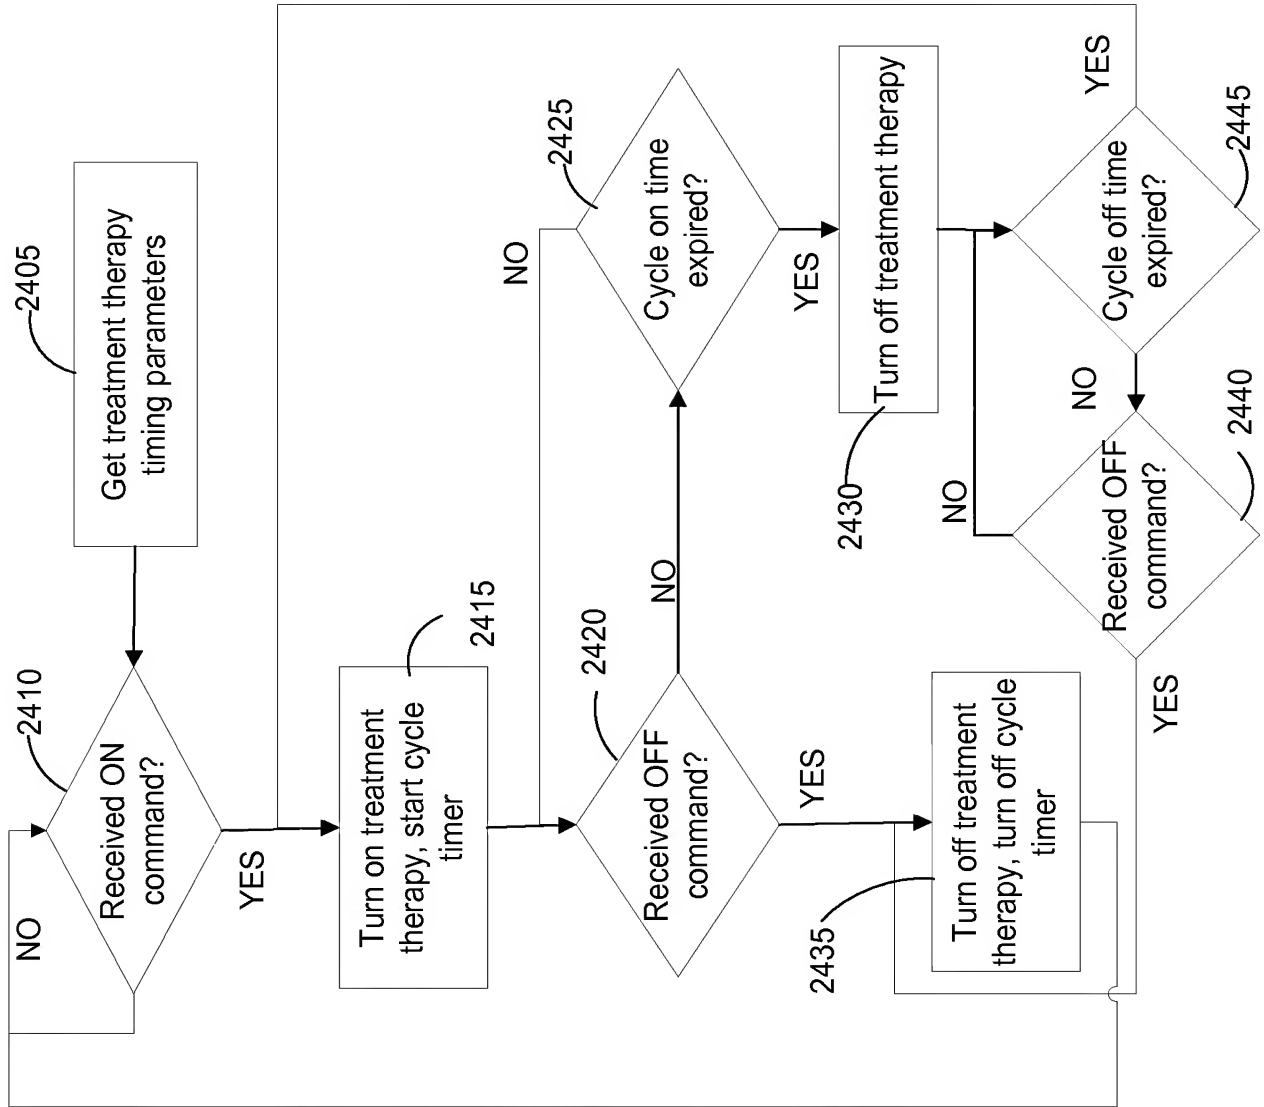 2405
Get treatment therapy
timing parameters
2410
Received ON
command?
NO
YES
2415
Turn on treatment
therapy, start cycle
timer
2420
Received OFF
command?
NO
YES
2425
Cycle on time
expired?
NO
YES
2430
Turn off treatment therapy
2435
Turn off treatment
therapy, turn off cycle
timer
2440
Received OFF
command?
NO
YES
2445
Cycle off time
expired?
NO
YES